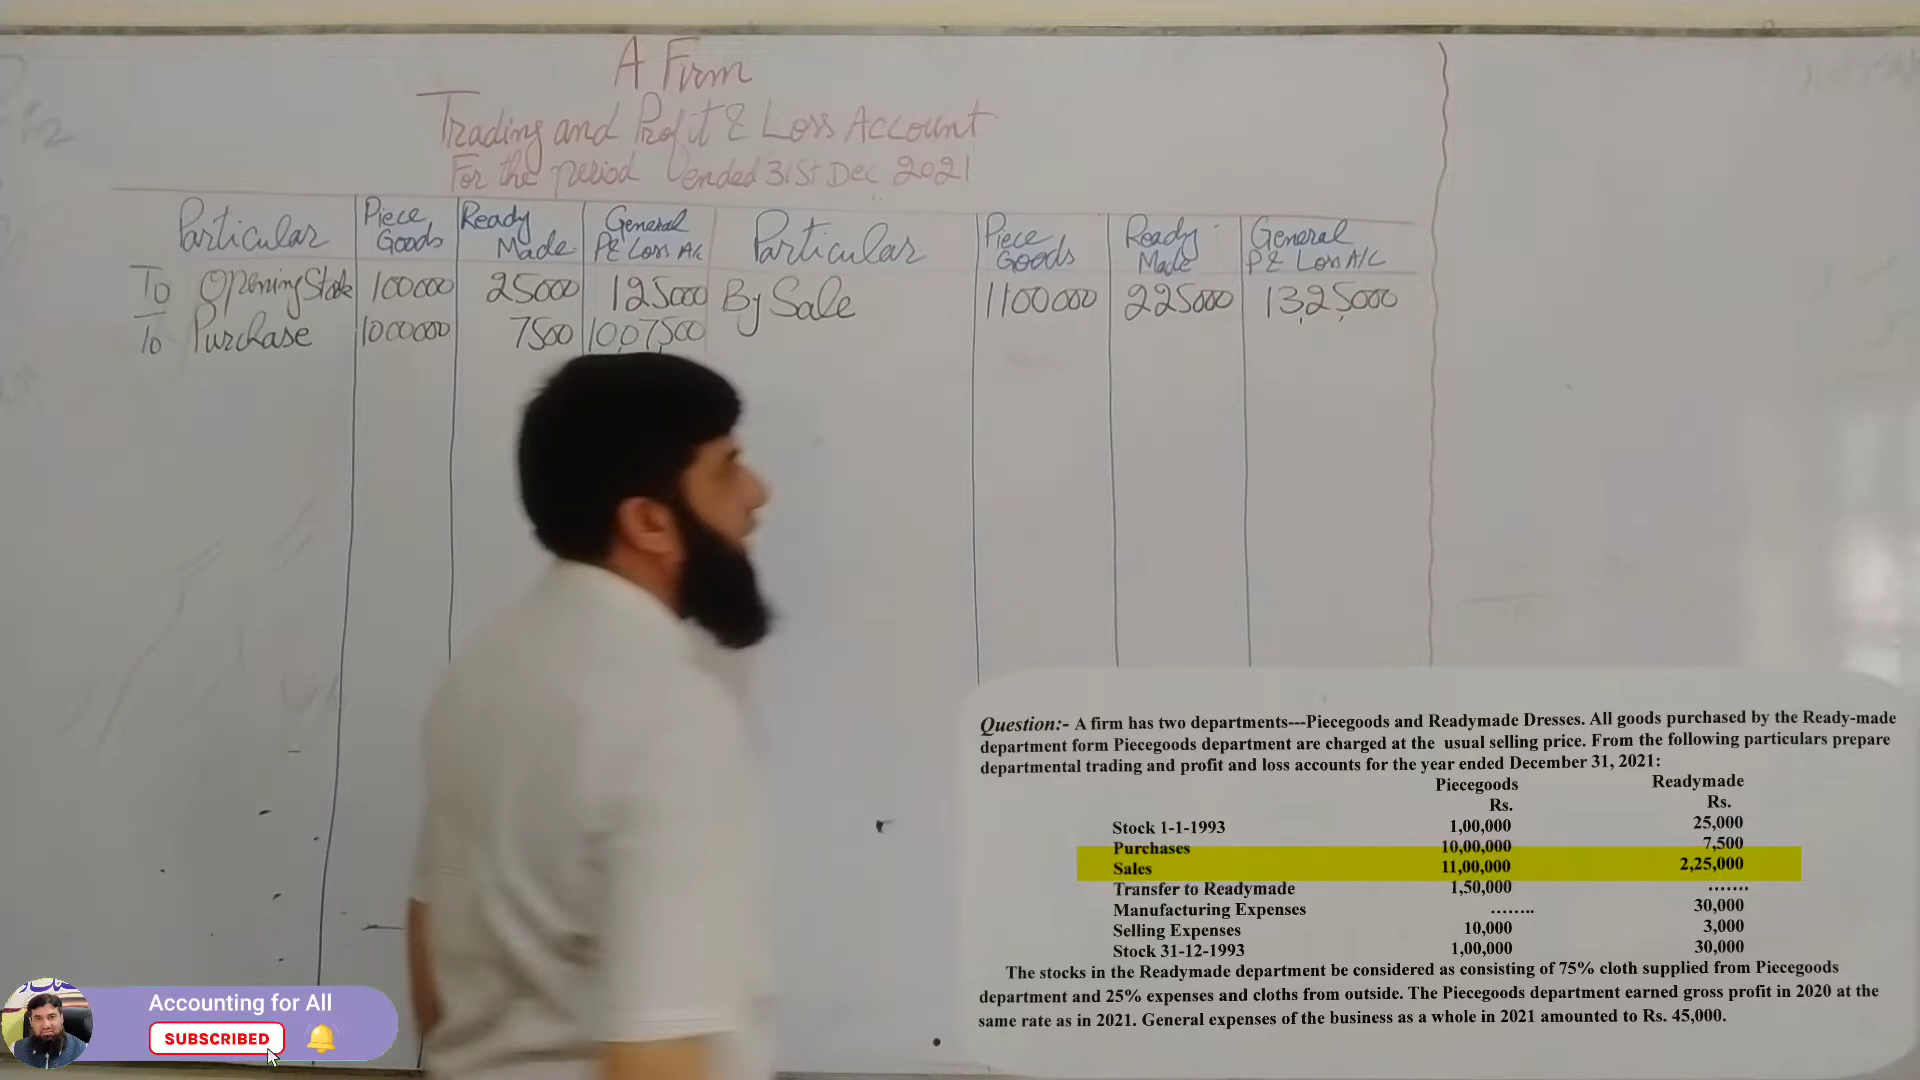 A Firm
Trading and Profit & Loss Account
For the period ended 31st Dec 2021
Particular Piece Goods Ready Made General P & Loss A/c Particular Piece Goods Ready Made General P & Loss A/C
To Opening Stock 100000 25000 125000 By Sale 1100000 225000 13,25,000
To Purchase 1000000 7500 10,07,500
Question:- A firm has two departments---Piecegoods and Readymade Dresses. All goods purchased by the Ready-made
department form Piecegoods department are charged at the usual selling price. From the following particulars prepare
departmental trading and profit and loss accounts for the year ended December 31, 2021:
Piecegoods Readymade
Rs. Rs.
Stock 1-1-1993 1,00,000 25,000
Purchases 10,00,000 7,500
Sales 11,00,000 2,25,000
Transfer to Readymade 1,50,000 .......
Manufacturing Expenses ........ 30,000
Selling Expenses 10,000 3,000
Stock 31-12-1993 1,00,000 30,000
The stocks in the Readymade department be considered as consisting of 75% cloth supplied from Piecegoods
department and 25% expenses and cloths from outside. The Piecegoods department earned gross profit in 2020 at the
same rate as in 2021. General expenses of the business as a whole in 2021 amounted to Rs. 45,000.
Accounting for All
SUBSCRIBED